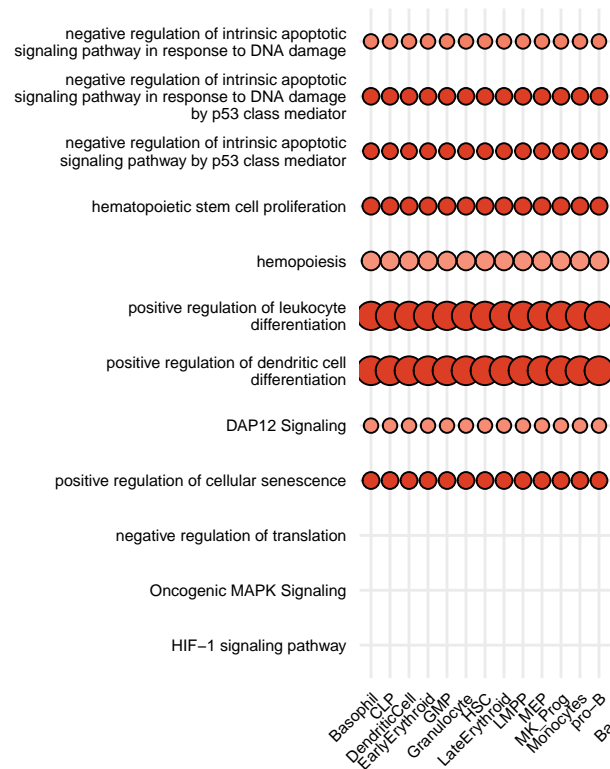 negative regulation of intrinsic apoptotic
signaling pathway in response to DNA damage
negative regulation of intrinsic apoptotic
signaling pathway in response to DNA damage
by p53 class mediator
negative regulation of intrinsic apoptotic
signaling pathway by p53 class mediator
hematopoietic stem cell proliferation
hemopoiesis
positive regulation of leukocyte
differentiation
positive regulation of dendritic cell
differentiation
DAP12 Signaling
positive regulation of cellular senescence
negative regulation of translation
Oncogenic MAPK Signaling
HIF−1 signaling pathway
Basophil
CLP
DendriticCell
EarlyErythroid
GMP
Granulocyte
HSC
LateErythroid
LMPP
MEP
MK_Prog
Monocytes
pro−B
Ba